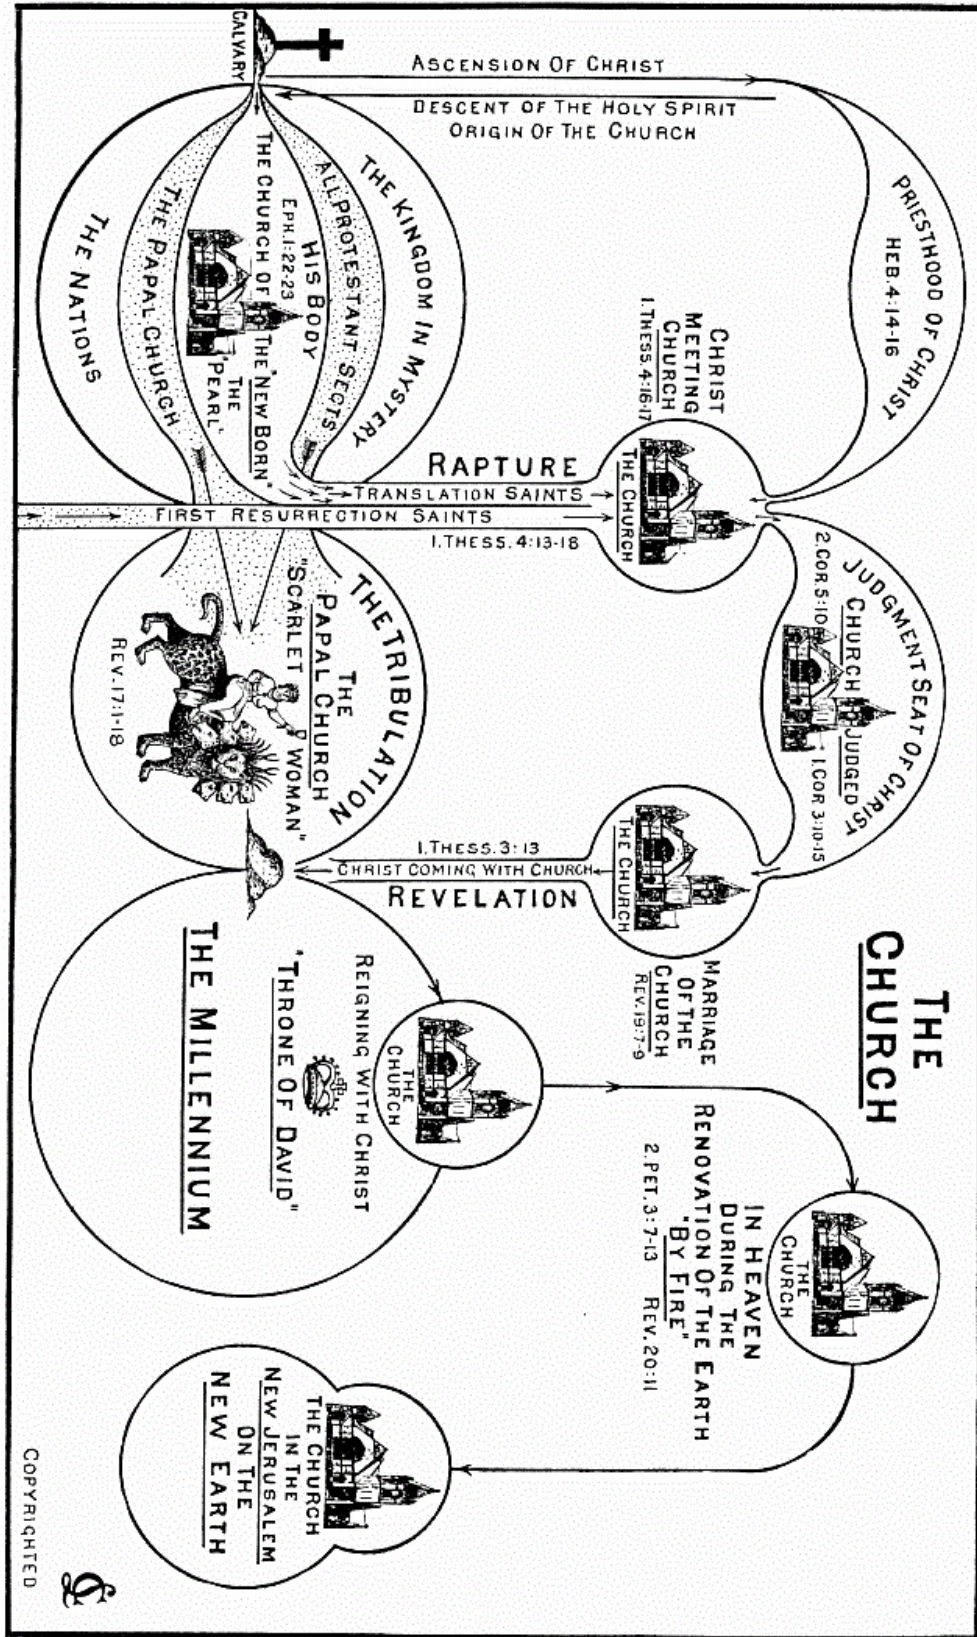 THE
CHURCH
CALVARY
ASCENSION OF CHRIST
DESCENT OF THE HOLY SPIRIT
ORIGIN OF THE CHURCH
PRIESTHOOD OF CHRIST
HEB. 4:14-16
THE KINGDOM IN MYSTERY
ALL PROTESTANT SECTS
HIS BODY
EPH. 1:22-23
THE CHURCH OF THE "NEW BORN"
THE
"PEARL"
THE PAPAL CHURCH
THE NATIONS
CHRIST
MEETING
CHURCH
1. THESS. 4:16-17
THE CHURCH
RAPTURE
TRANSLATION SAINTS
FIRST RESURRECTION SAINTS
1. THESS. 4:13-18
JUDGMENT SEAT OF CHRIST
2. COR. 5:10
CHURCH JUDGED
1. COR 3:10-15
THE TRIBULATION
THE
PAPAL CHURCH
"SCARLET WOMAN"
REV. 17:1-18
THE CHURCH
MARRIAGE
OF THE
CHURCH
REV. 19:7-9
1. THESS. 3:13
CHRIST COMING WITH CHURCH
REVELATION
THE
CHURCH
REIGNING WITH CHRIST
"THRONE OF DAVID"
THE MILLENNIUM
THE
CHURCH
IN HEAVEN
DURING THE
RENOVATION OF THE EARTH
"BY FIRE"
2. PET. 3:7-13 REV. 20:11
THE CHURCH
IN THE
NEW JERUSALEM
ON THE
NEW EARTH
COPYRIGHTED